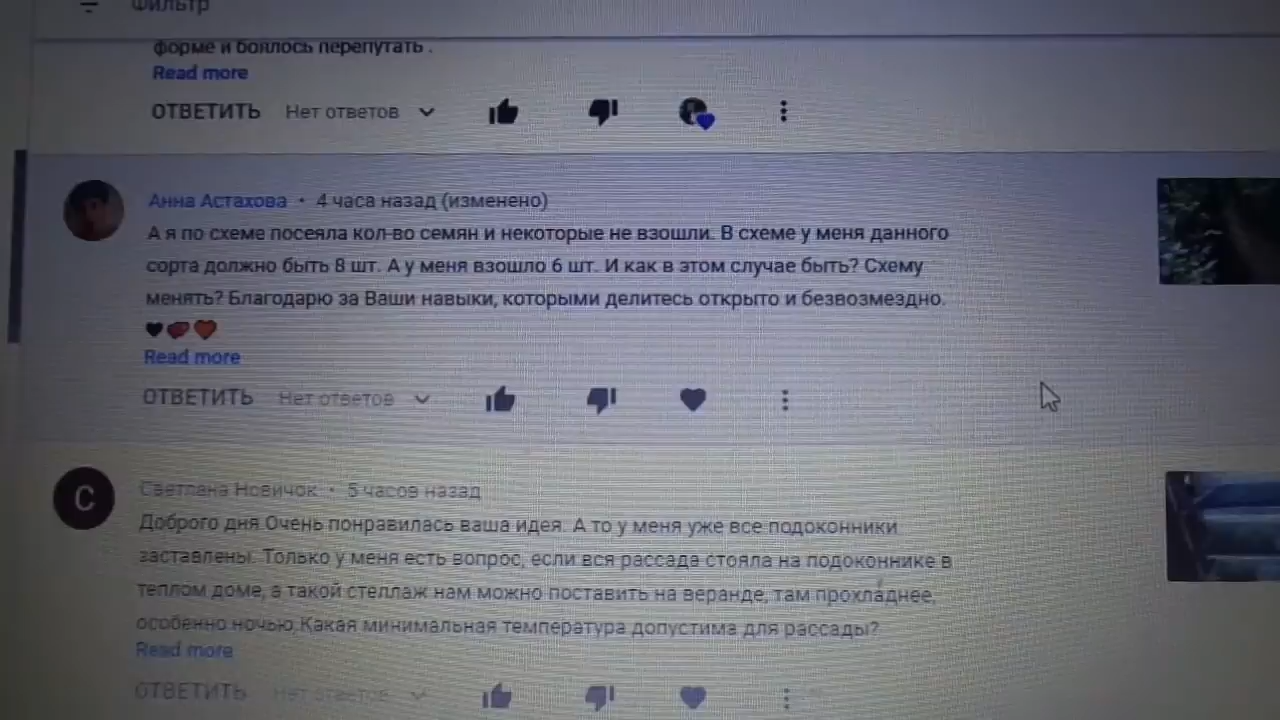 Фильтр
форме и боялось перепутать .
Read more
ОТВЕТИТЬ Нет ответов
Анна Астахова • 4 часа назад (изменено)
А я по схеме посеяла кол-во семян и некоторые не взошли. В схеме у меня данного
сорта должно быть 8 шт. А у меня взошло 6 шт. И как в этом случае быть? Схему
менять? Благодарю за Ваши навыки, которыми делитесь открыто и безвозмездно.
Read more
ОТВЕТИТЬ Нет ответов
С
Светлана Новичок • 5 часов назад
Доброго дня.Очень понравилась ваша идея. А то у меня уже все подоконники
заставлены. Только у меня есть вопрос, если вся рассада стояла на подоконнике в
теплом доме, а такой стеллаж нам можно поставить на веранде, там прохладнее,
особенно ночью.Какая минимальная температура допустима для рассады?
Read more
ОТВЕТИТЬ Нет ответов